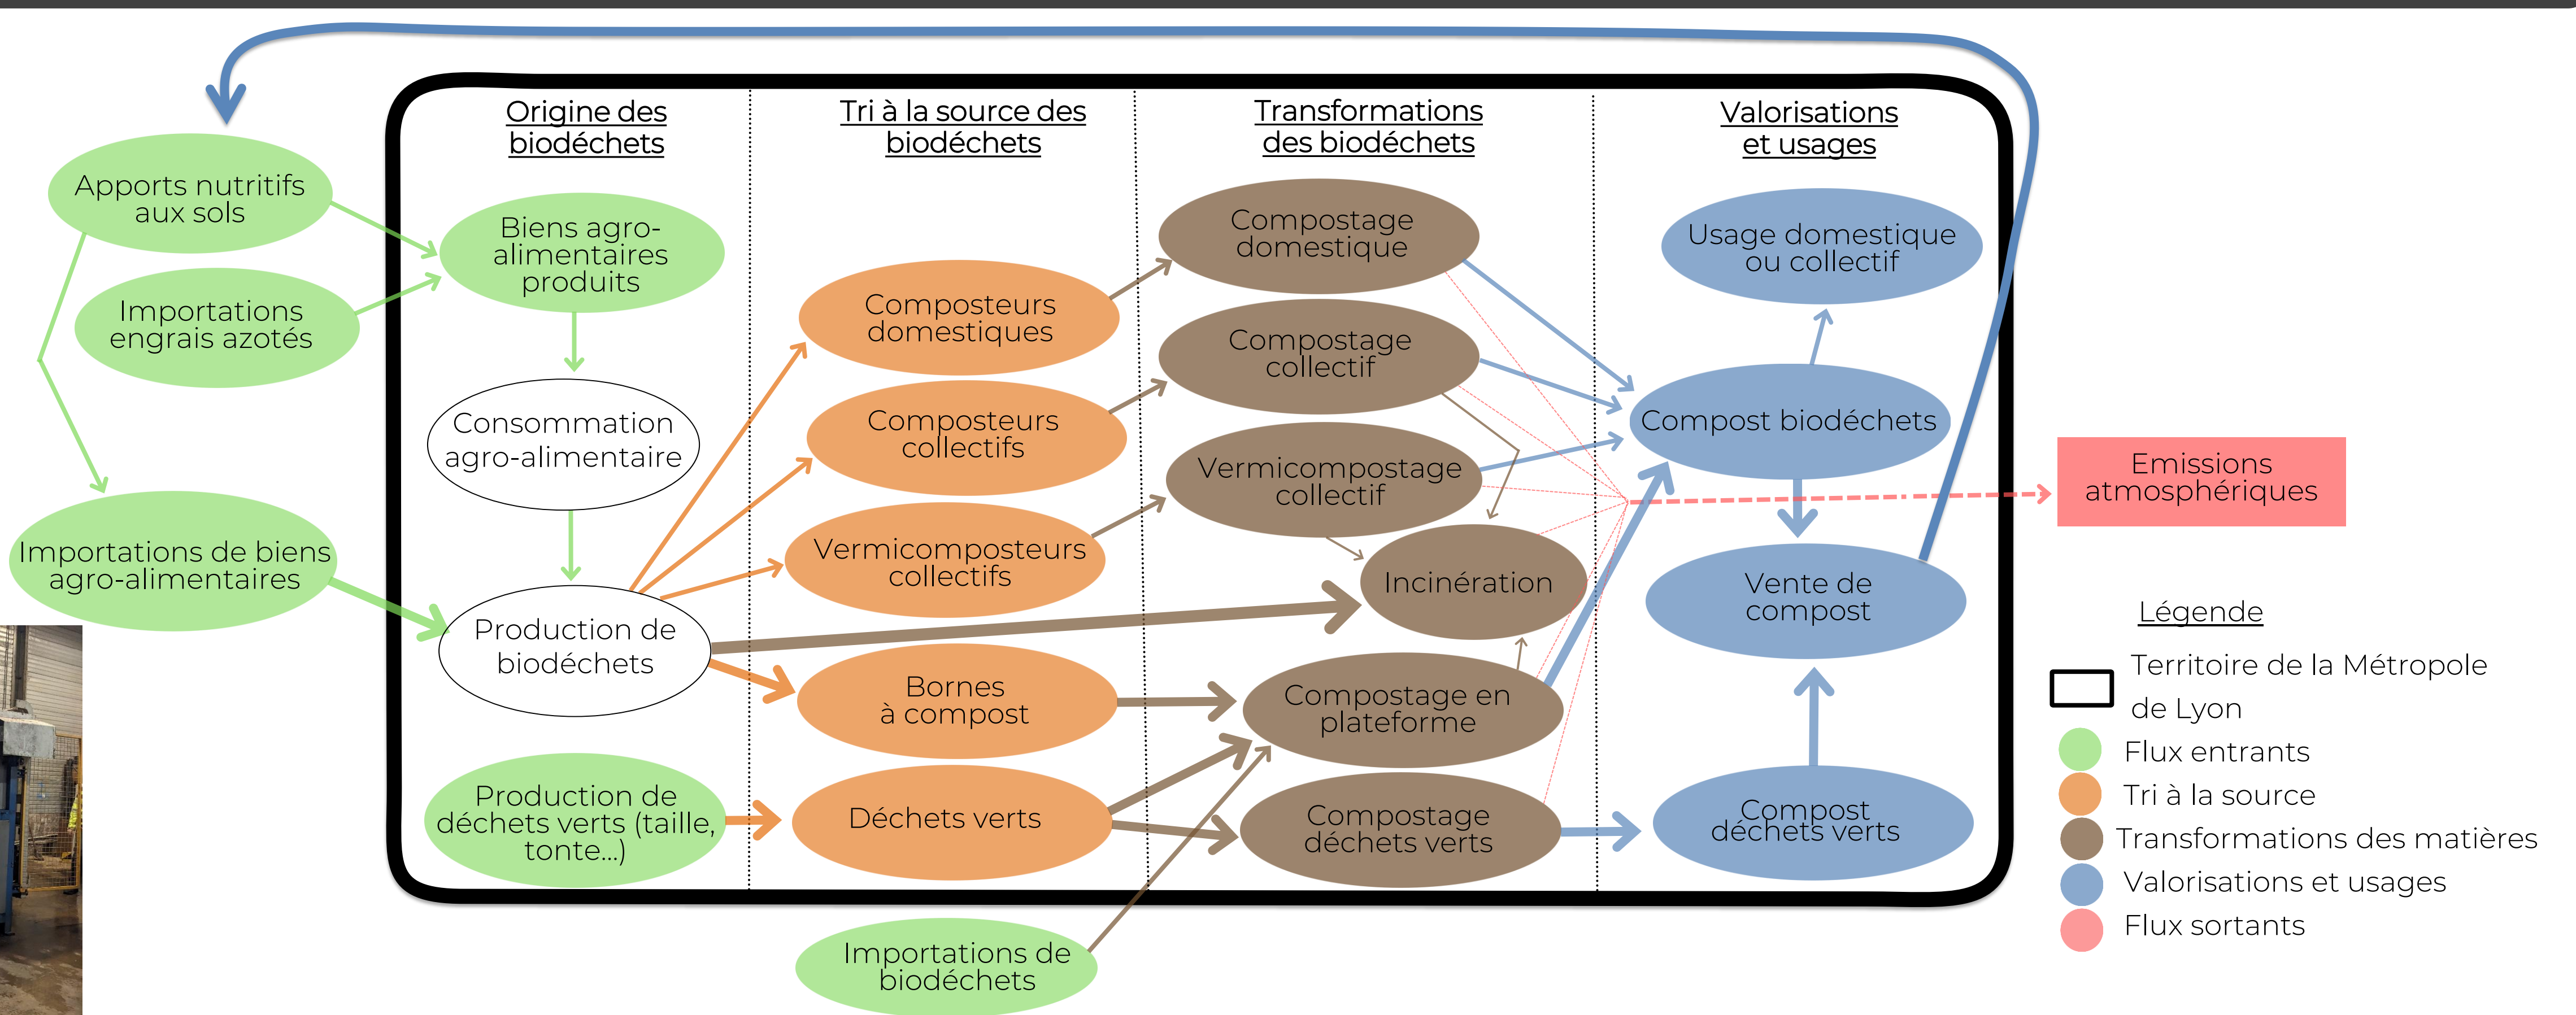 Origine des
biodéchets
Tri à la source des
biodéchets
Transformations
des biodéchets
Valorisations
et usages
Apports nutritifs
aux sols
Importations
engrais azotés
Importations de biens
agro-alimentaires
Biens agro-
alimentaires
produits
Consommation
agro-alimentaire
Production de
biodéchets
Production de
déchets verts (taille,
tonte...)
Composteurs
domestiques
Composteurs
collectifs
Vermicomposteurs
collectifs
Bornes
à compost
Déchets verts
Importations de
biodéchets
Compostage
domestique
Compostage
collectif
Vermicompostage
collectif
Incinération
Compostage en
plateforme
Compostage
déchets verts
Usage domestique
ou collectif
Compost biodéchets
Vente de
compost
Compost
déchets verts
Emissions
atmosphériques
Légende
Territoire de la Métropole
de Lyon
Flux entrants
Tri à la source
Transformations des matières
Valorisations et usages
Flux sortants